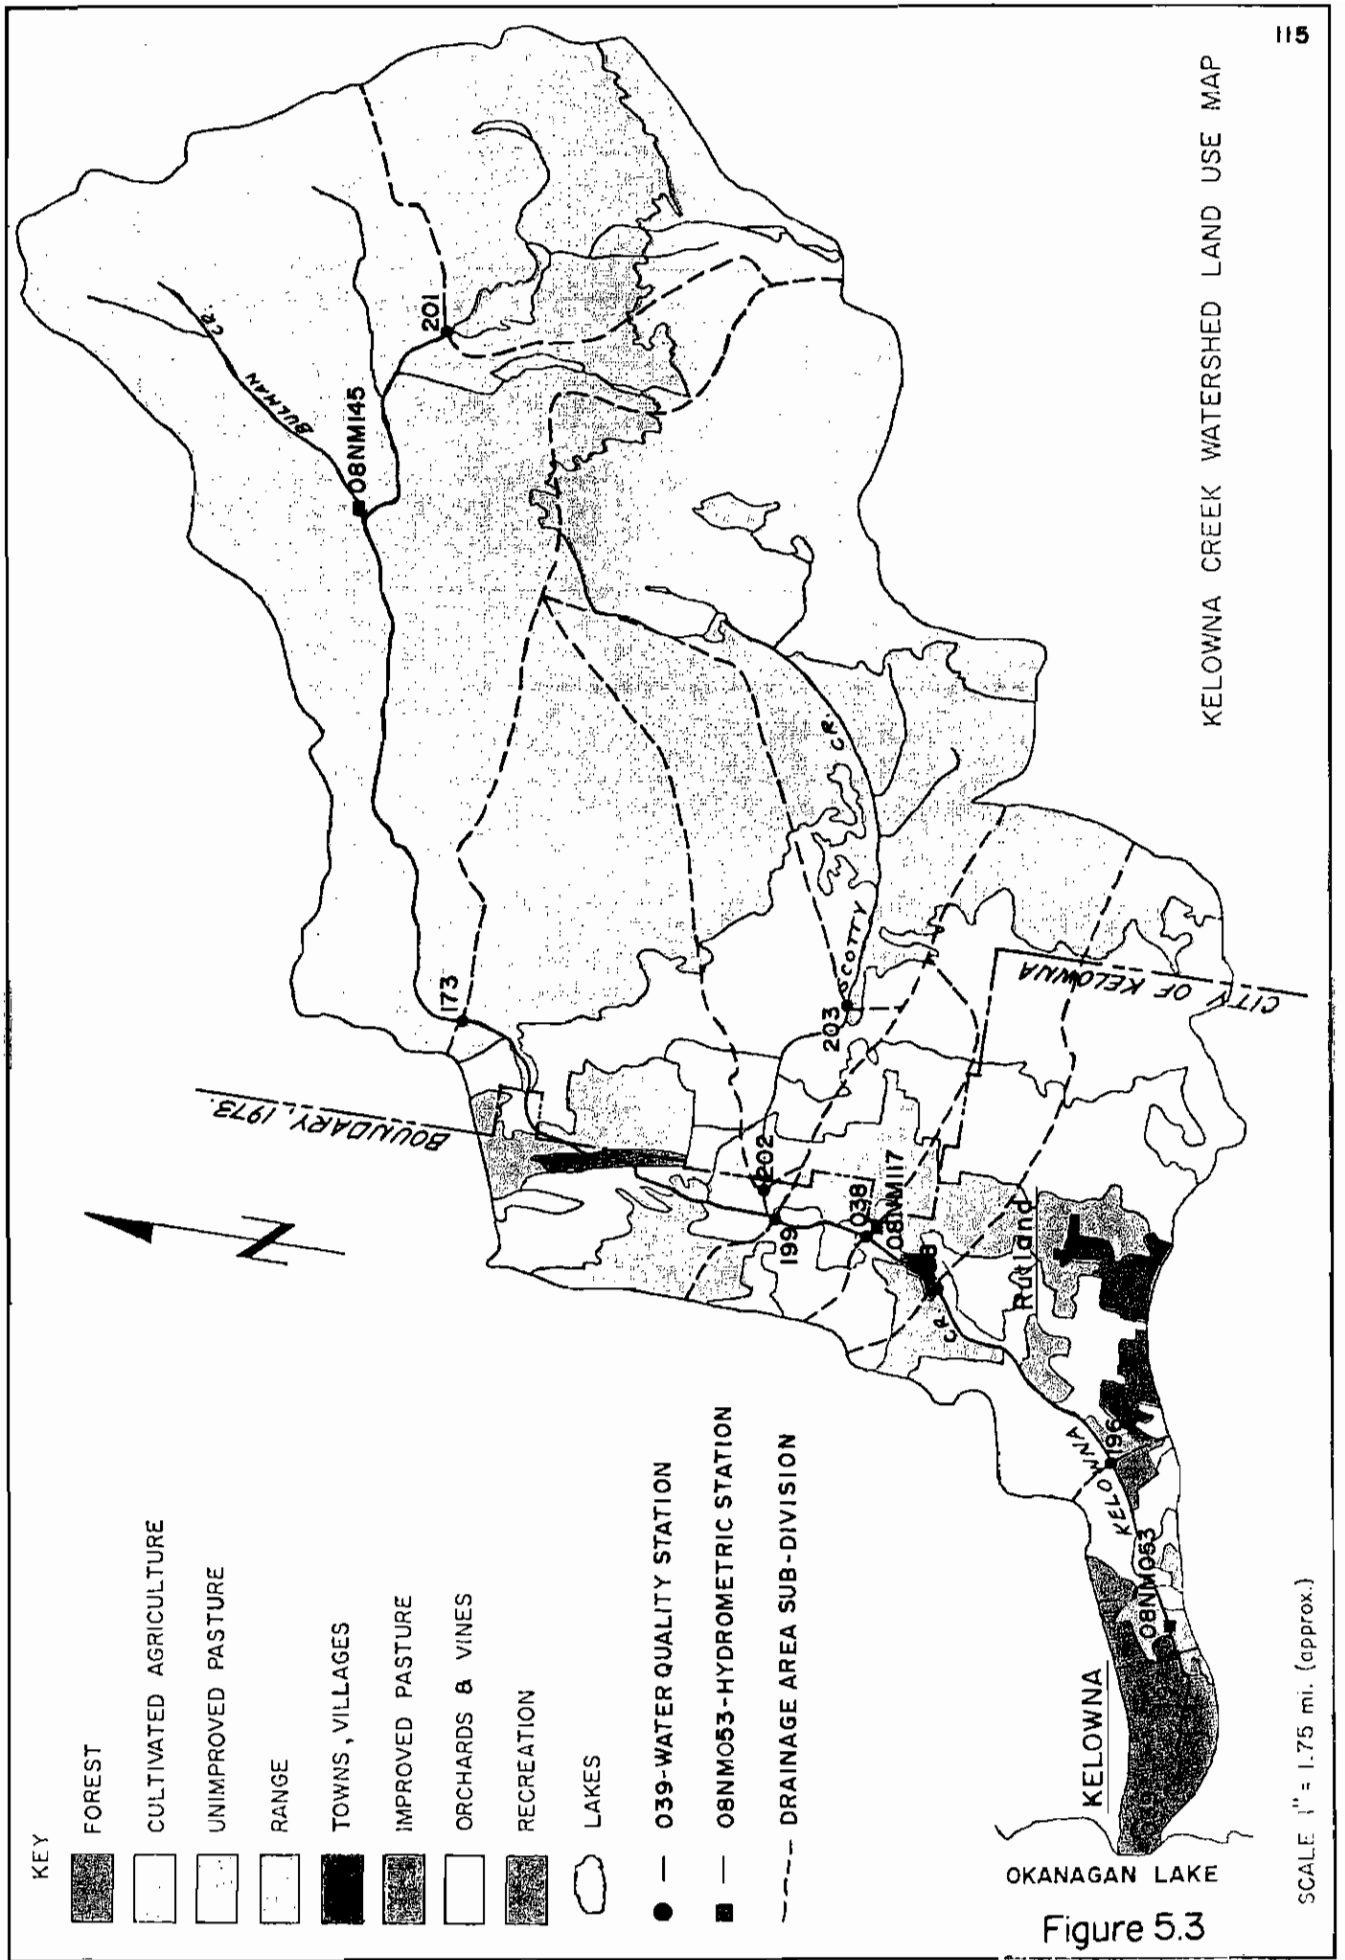 115
KELOWNA CREEK WATERSHED LAND USE MAP
KEY
FOREST
CULTIVATED AGRICULTURE
UNIMPROVED PASTURE
RANGE
TOWNS, VILLAGES
IMPROVED PASTURE
ORCHARDS & VINES
RECREATION
LAKES
039-WATER QUALITY STATION
08NM053-HYDROMETRIC STATION
DRAINAGE AREA SUB-DIVISION
BULMAN CR.
08NM145
201
173
BOUNDARY, 1973.
SCOTTY CR.
203
202
199
038
08NM117
CITY OF KELOWNA
Rutland
CR.
KELOWNA
196
08NM053
KELOWNA
OKANAGAN LAKE
Figure 5.3
SCALE 1" = 1.75 mi. (approx.)